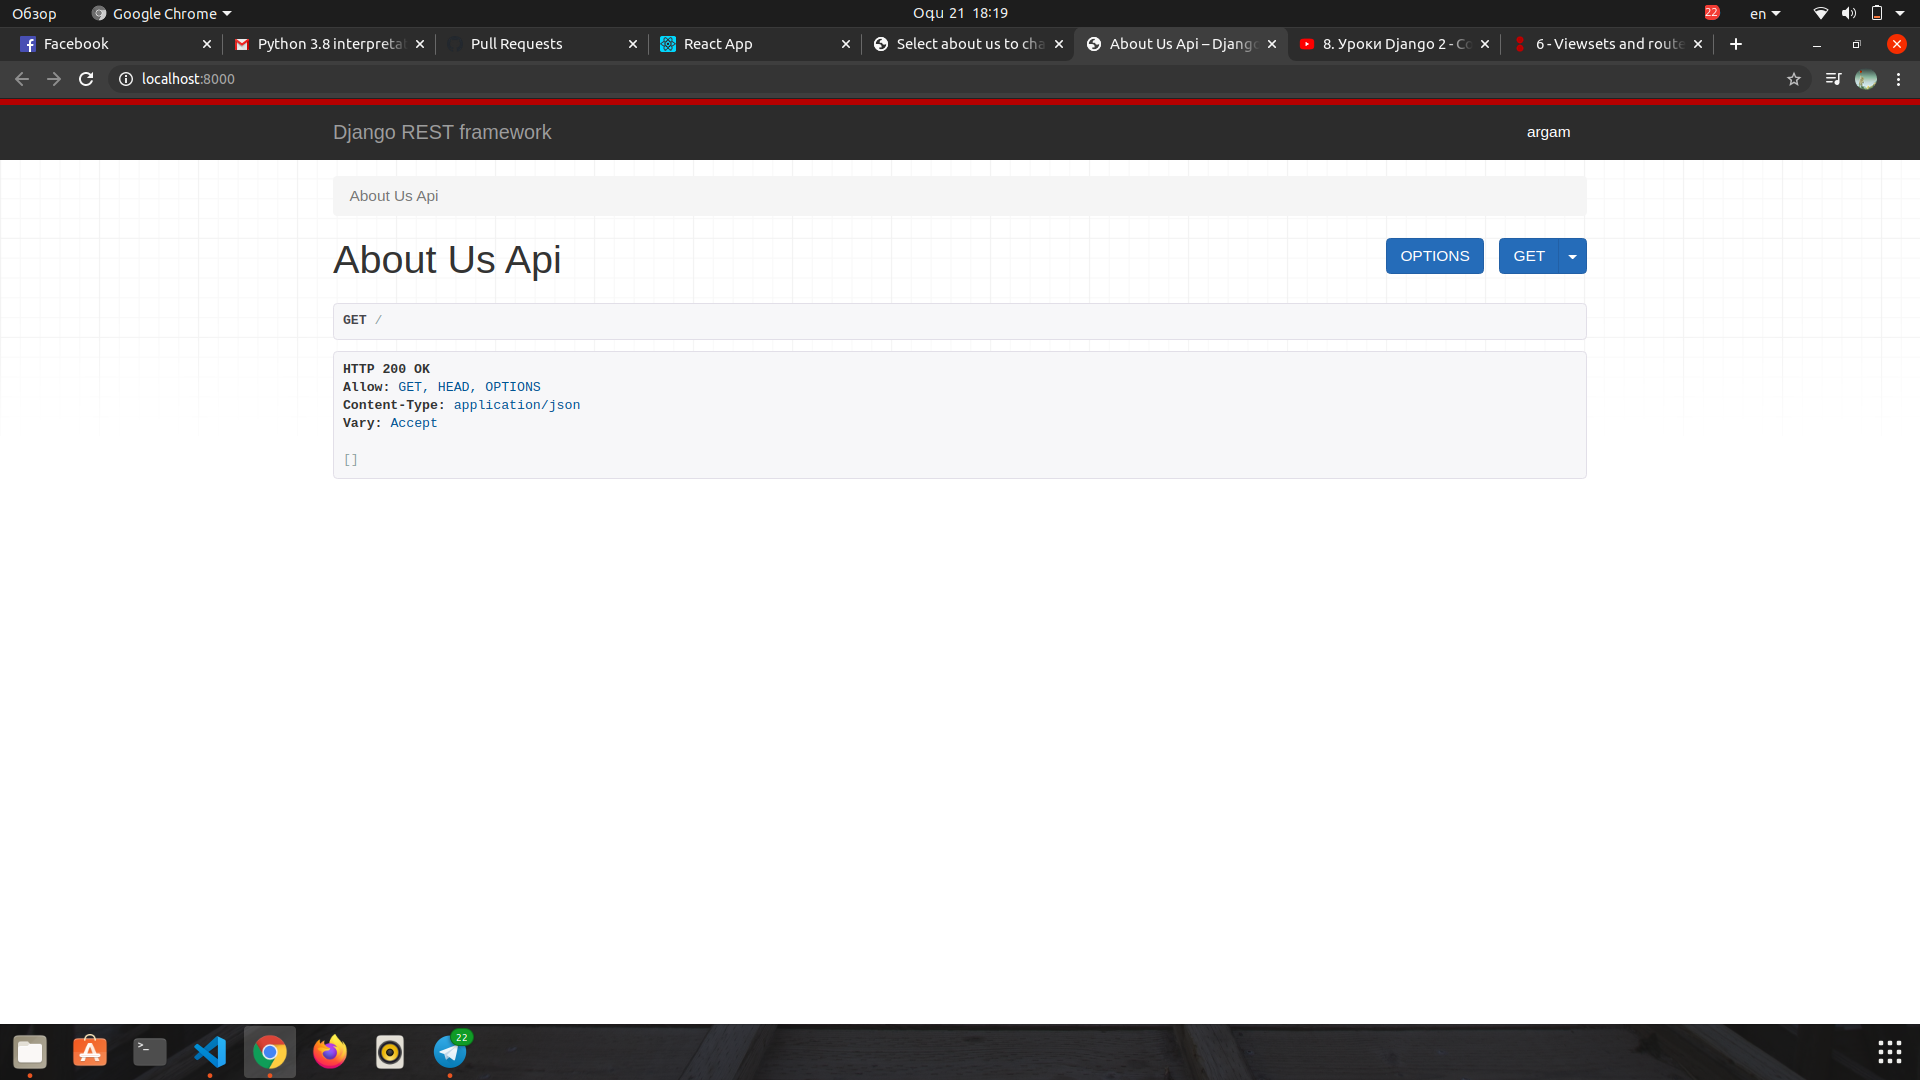 Обзор
Google Chrome
Օգս 21 18:19
22
en
Facebook
Python 3.8 interpreta
Pull Requests
React App
Select about us to cha
About Us Api – Django
8. Уроки Django 2 - Co
6 - Viewsets and route
localhost:8000
Django REST framework
argam
About Us Api
About Us Api
OPTIONS
GET
GET /
HTTP 200 OK
Allow: GET, HEAD, OPTIONS
Content-Type: application/json
Vary: Accept
[]
22